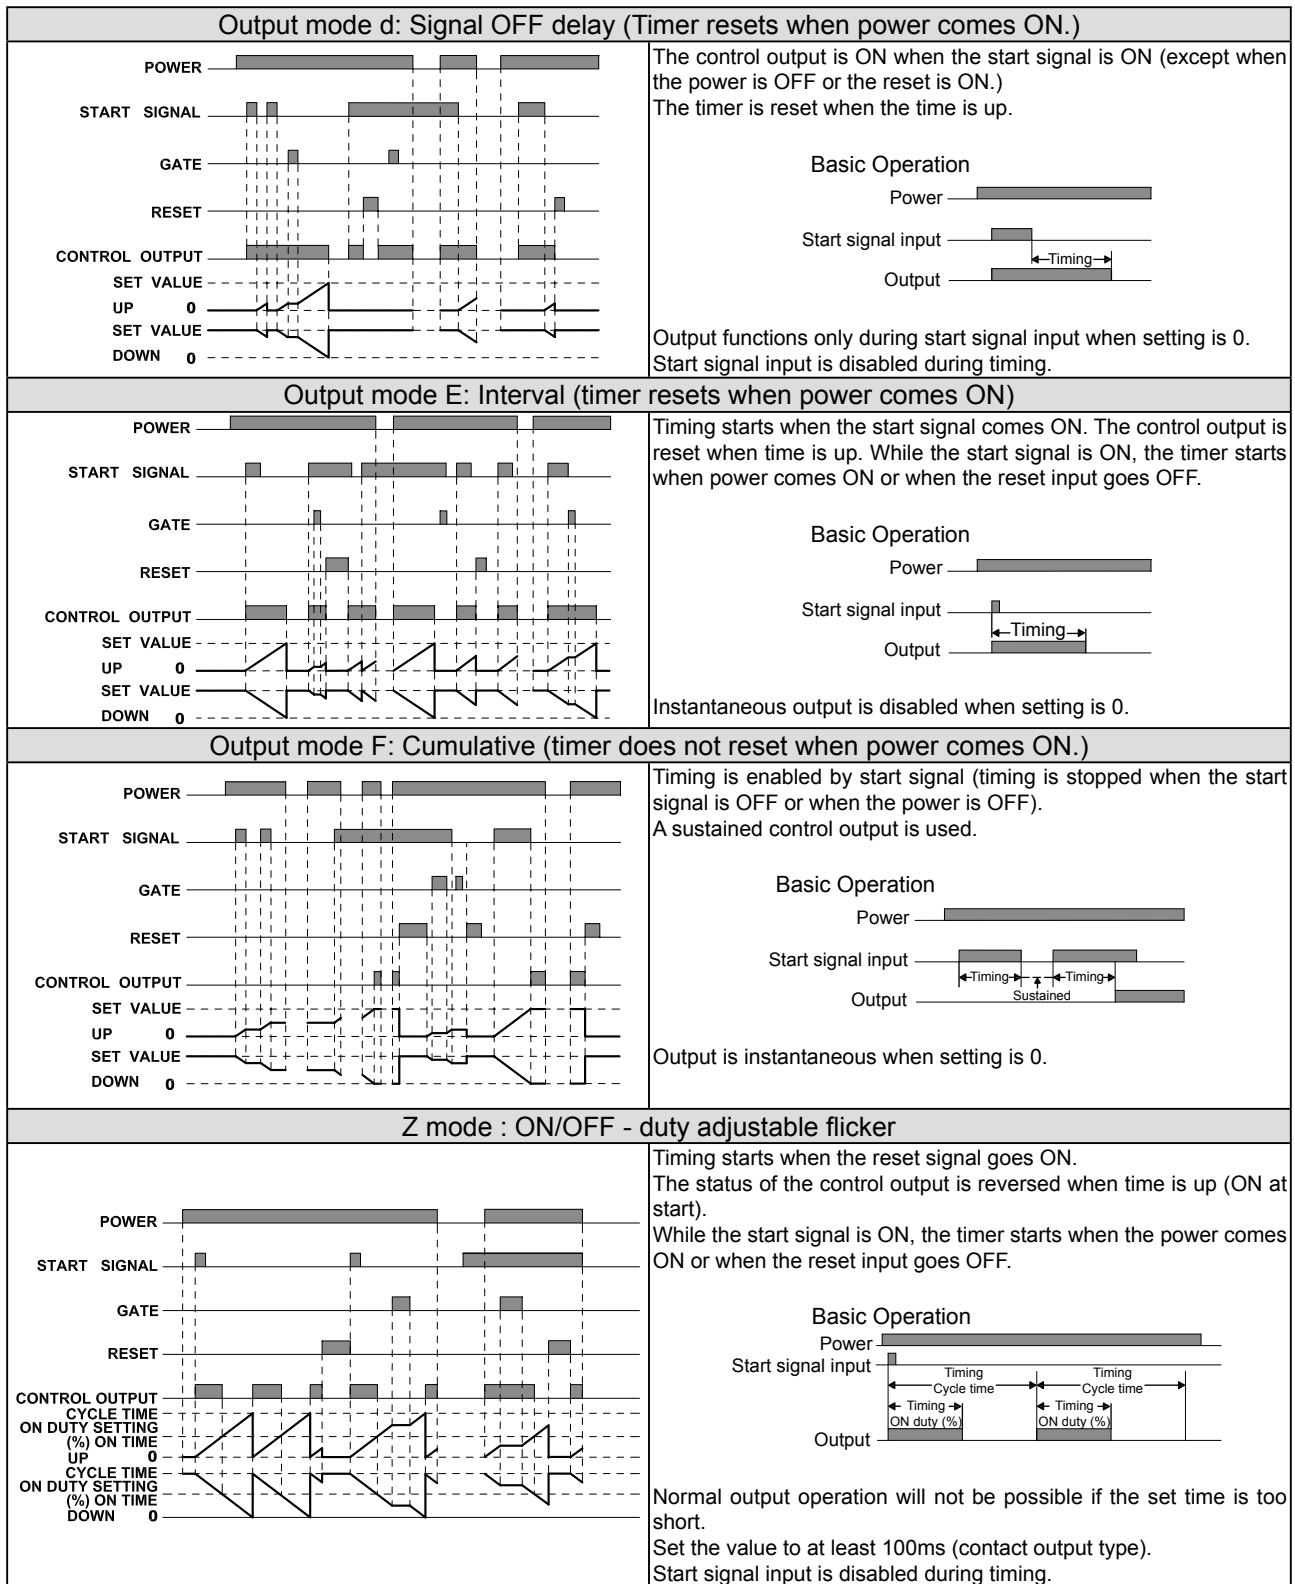 Output mode d: Signal OFF delay (Timer resets when power comes ON.)
POWER
START SIGNAL
GATE
RESET
CONTROL OUTPUT
SET VALUE
UP 0
SET VALUE
DOWN 0
The control output is ON when the start signal is ON (except when
the power is OFF or the reset is ON.)
The timer is reset when the time is up.
Basic Operation
Power
Start signal input
Timing
Output
Output functions only during start signal input when setting is 0.
Start signal input is disabled during timing.
Output mode E: Interval (timer resets when power comes ON)
POWER
START SIGNAL
GATE
RESET
CONTROL OUTPUT
SET VALUE
UP 0
SET VALUE
DOWN 0
Timing starts when the start signal comes ON. The control output is
reset when time is up. While the start signal is ON, the timer starts
when power comes ON or when the reset input goes OFF.
Basic Operation
Power
Start signal input
Timing
Output
Instantaneous output is disabled when setting is 0.
Output mode F: Cumulative (timer does not reset when power comes ON.)
POWER
START SIGNAL
GATE
RESET
CONTROL OUTPUT
SET VALUE
UP 0
SET VALUE
DOWN 0
Timing is enabled by start signal (timing is stopped when the start
signal is OFF or when the power is OFF).
A sustained control output is used.
Basic Operation
Power
Start signal input
Timing Timing
Sustained
Output
Output is instantaneous when setting is 0.
Z mode : ON/OFF - duty adjustable flicker
POWER
START SIGNAL
GATE
RESET
CONTROL OUTPUT
CYCLE TIME
ON DUTY SETTING
(%) ON TIME
UP 0
CYCLE TIME
ON DUTY SETTING
(%) ON TIME
DOWN 0
Timing starts when the reset signal goes ON.
The status of the control output is reversed when time is up (ON at
start).
While the start signal is ON, the timer starts when the power comes
ON or when the reset input goes OFF.
Basic Operation
Power
Start signal input
Timing Timing
Cycle time Cycle time
Timing Timing
ON duty (%) ON duty (%)
Output
Normal output operation will not be possible if the set time is too
short.
Set the value to at least 100ms (contact output type).
Start signal input is disabled during timing.